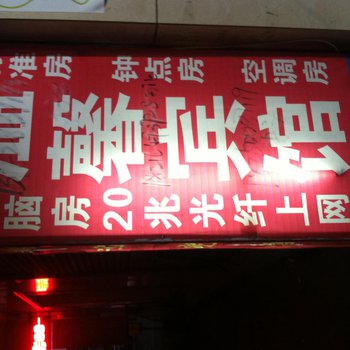 准房 钟点房 空调房
温馨宾馆
脑房20兆光纤上网